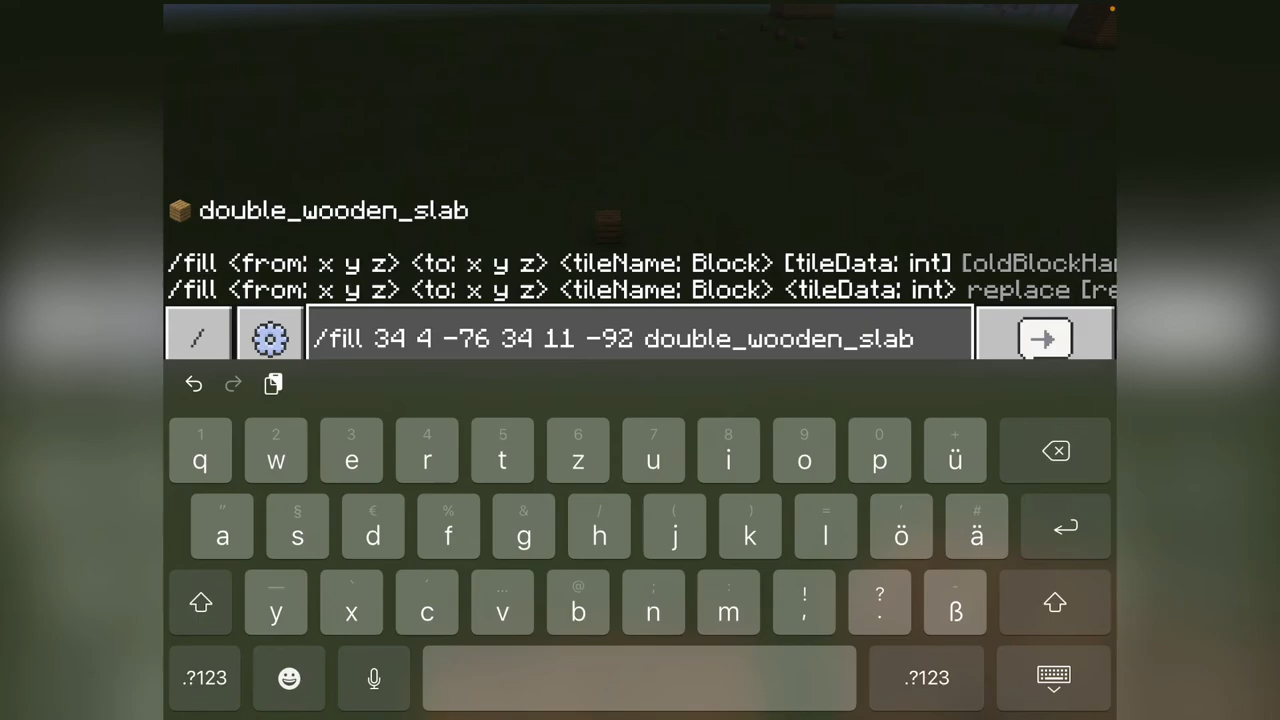 double_wooden_slab
/fill <from: x y z> <to: x y z> <tileName: Block> [tileData: int] [oldBlockHan
/fill <from: x y z> <to: x y z> <tileName: Block> <tileData: int> replace [re
/ /fill 34 4 -76 34 11 -92 double_wooden_slab
1 2 3 4 5 6 7 8 9 0 +
q w e r t z u i o p ü
" § € % & / ( ) = ' #
a s d f g h j k l ö ä
_ ` ´ ... @ ; : ! ? -
y x c v b n m , . ß
.?123 .?123